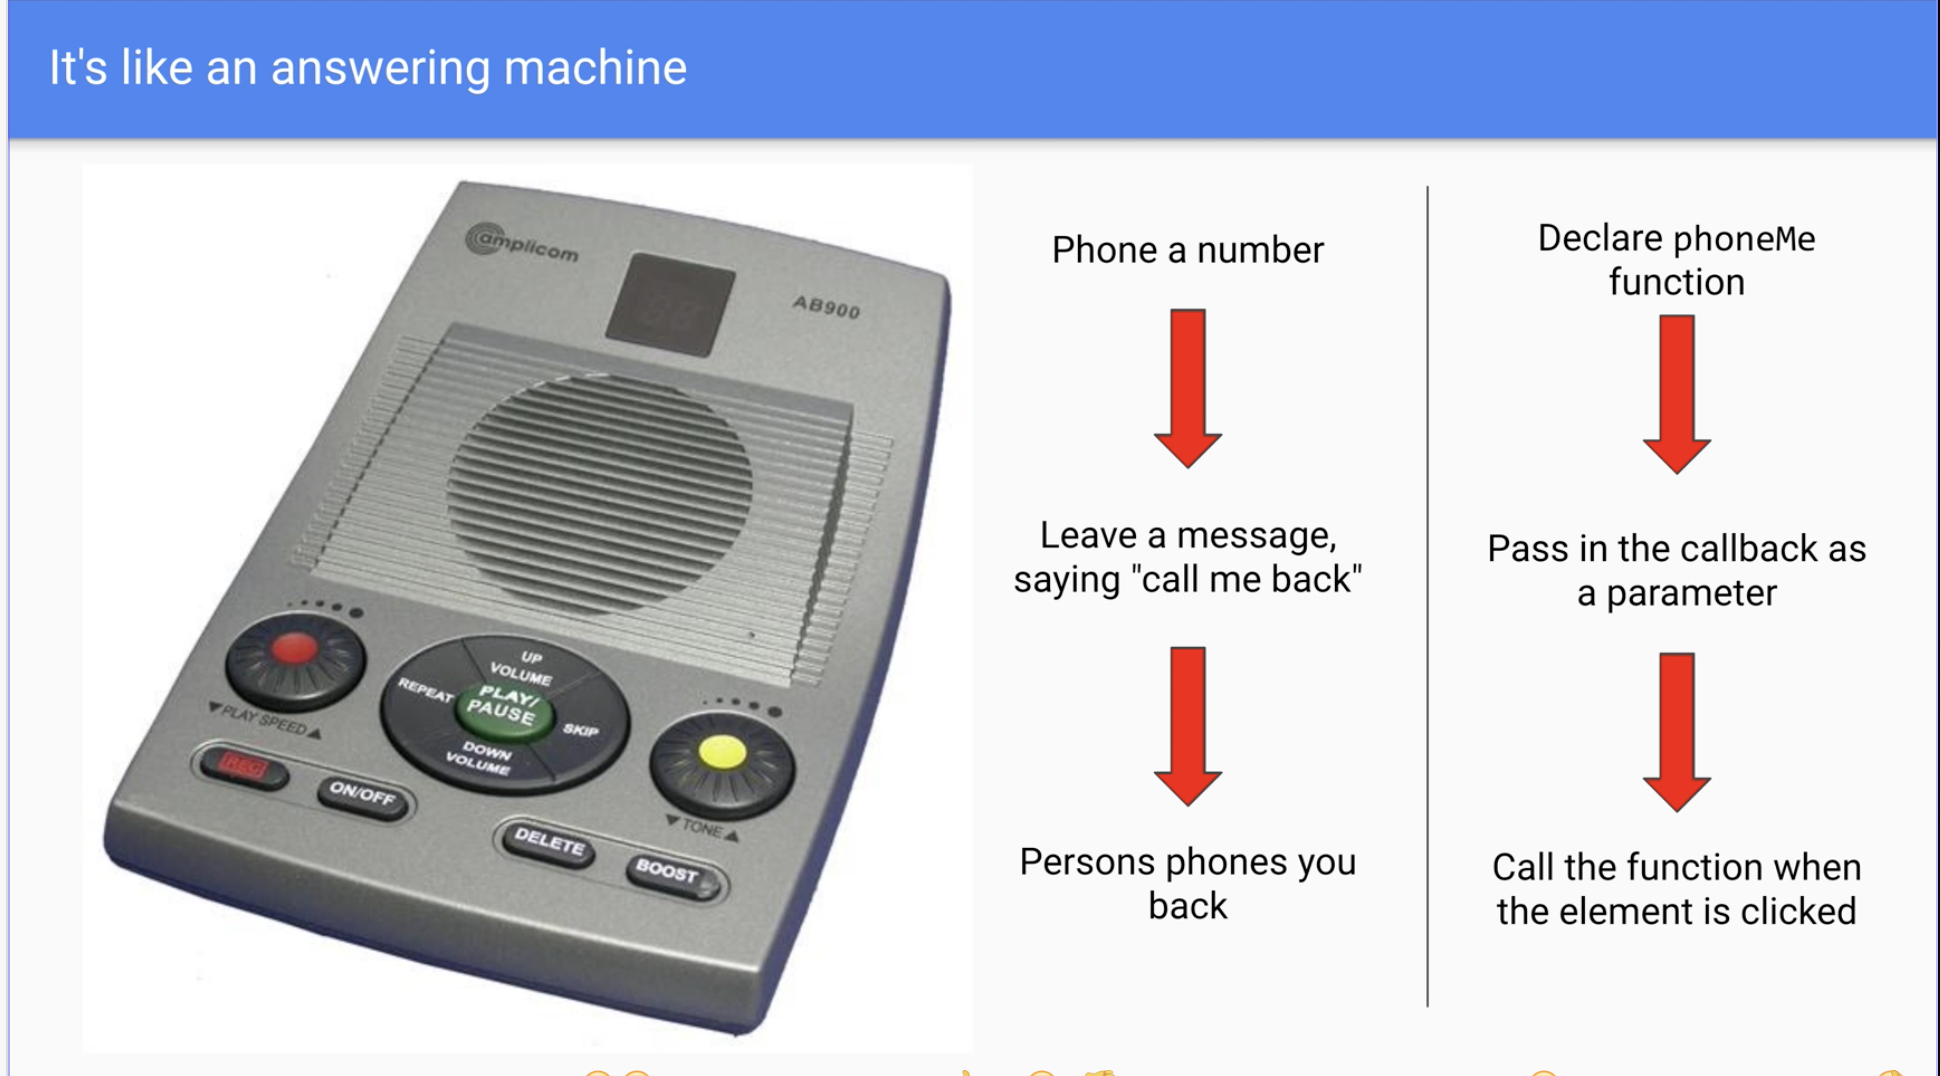 It's like an answering machine
amplicom
AB900
UP
VOLUME
REPEAT
PLAY/
PAUSE
SKIP
DOWN
VOLUME
▼PLAY SPEED▲
REC
ON/OFF
▼TONE▲
DELETE
BOOST
Phone a number
Leave a message,
saying "call me back"
Persons phones you
back
Declare phoneMe
function
Pass in the callback as
a parameter
Call the function when
the element is clicked